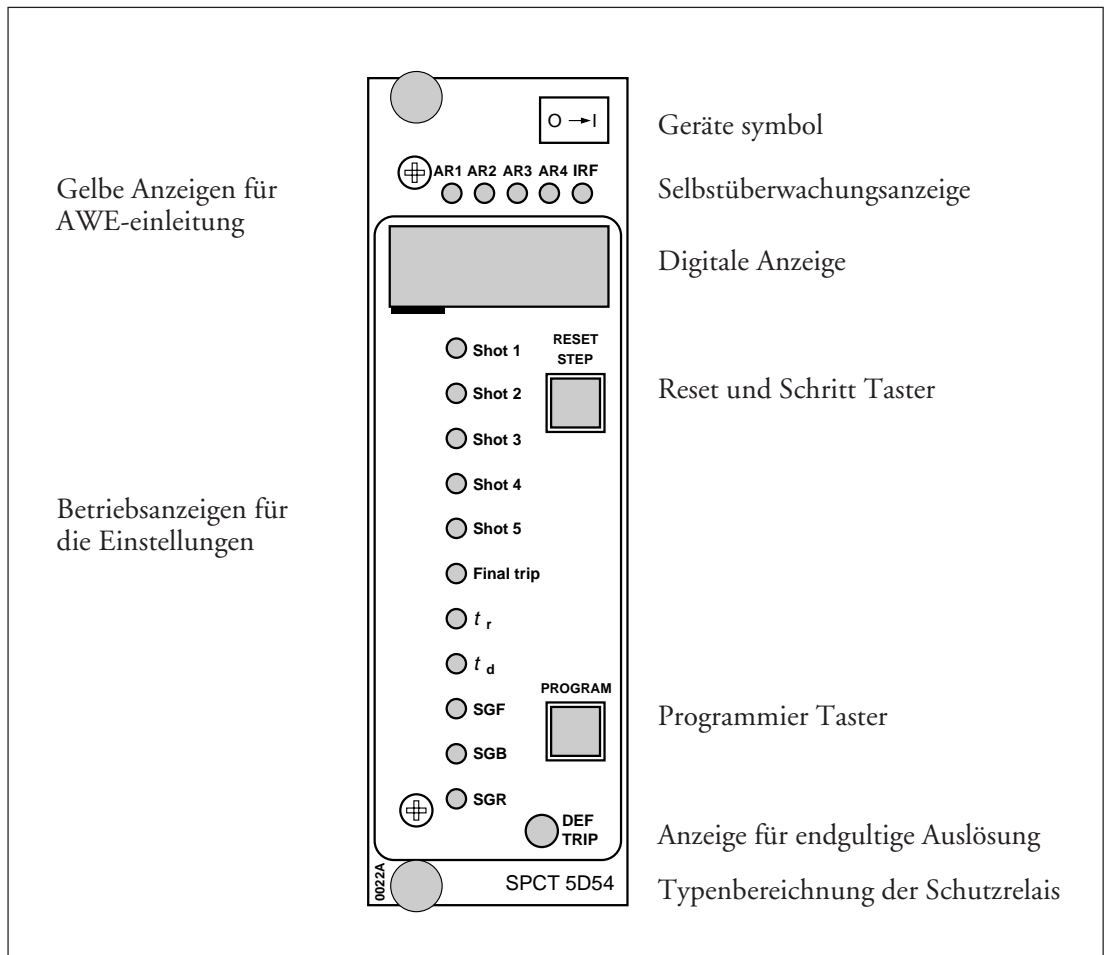 O → I
Geräte symbol
AR1 AR2 AR3 AR4 IRF
Gelbe Anzeigen für
AWE-einleitung
Selbstüberwachungsanzeige
Digitale Anzeige
Shot 1
RESET
STEP
Shot 2
Reset und Schritt Taster
Shot 3
Shot 4
Betriebsanzeigen für
die Einstellungen
Shot 5
Final trip
t r
t d
PROGRAM
SGF
Programmier Taster
SGB
SGR
DEF
TRIP
Anzeige für endgultige Auslösung
0022A
SPCT 5D54
Typenbereichnung der Schutzrelais